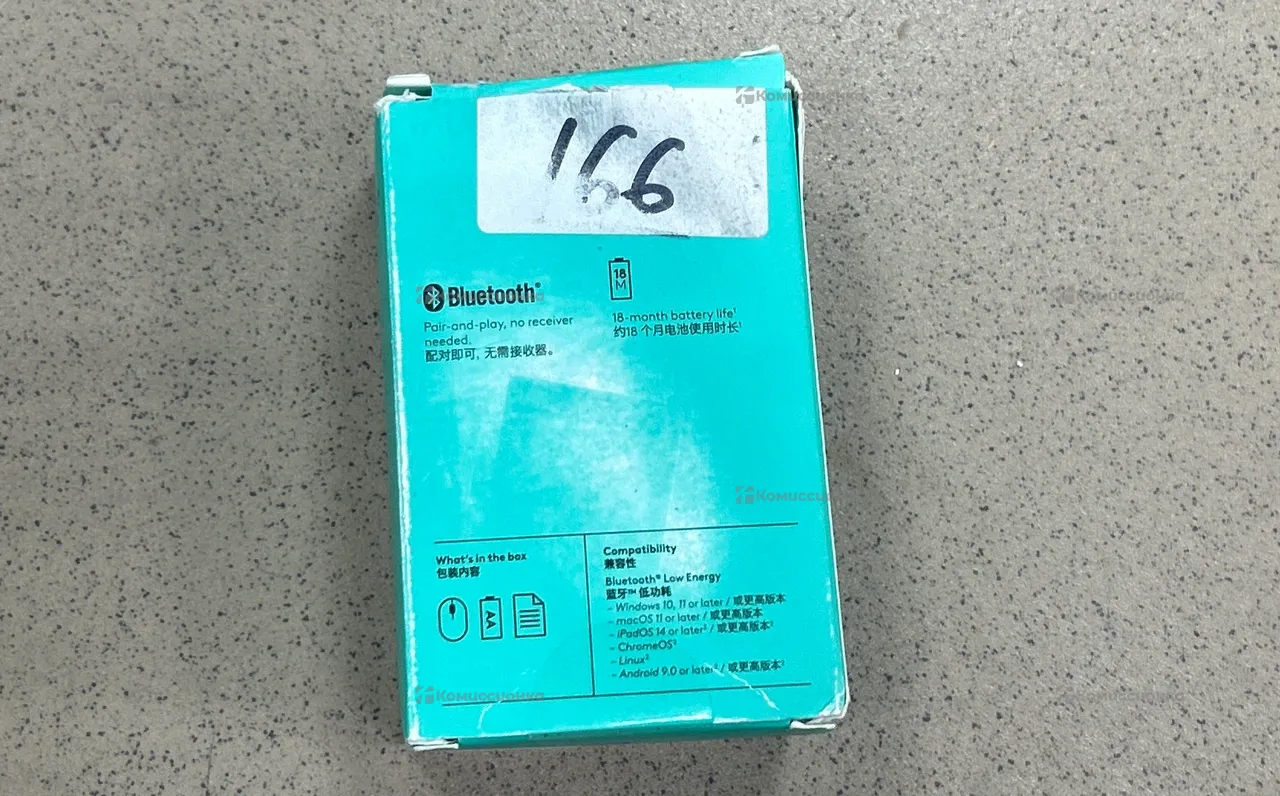 166
Bluetooth®
Pair-and-play, no receiver
needed.
配对即可, 无需接收器。
18
M
18-month battery life¹
约18 个月电池使用时长¹
What's in the box
包装内容
AA
Compatibility
兼容性
Bluetooth® Low Energy
蓝牙™ 低功耗
– Windows 10, 11 or later / 或更高版本
– macOS 11 or later / 或更高版本
– iPadOS 14 or later² / 或更高版本²
– ChromeOS²
– Linux²
– Android 9.0 or later² / 或更高版本²
Комиссионка
Комиссионка
Комиссионка